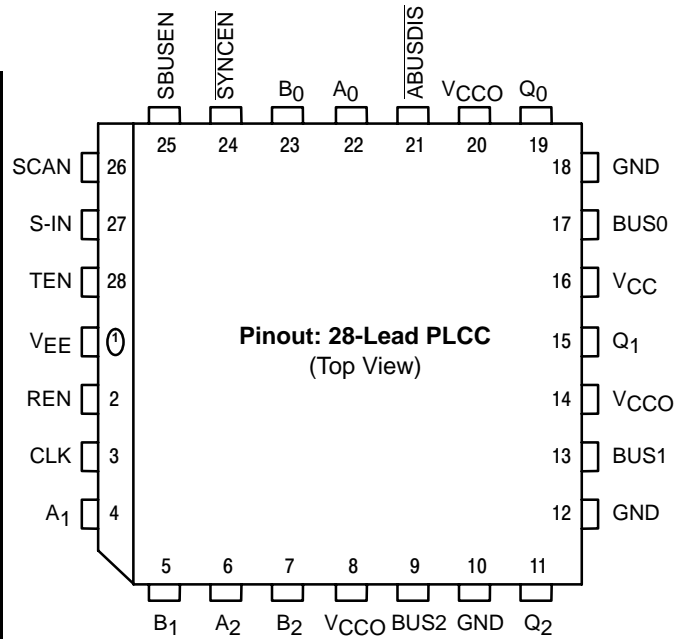 SBUSEN
SYNCEN
B0
A0
ABUSDIS
VCCO
Q0
25 24 23 22 21 20 19
SCAN 26
18 GND
S-IN 27
17 BUS0
TEN 28
16 VCC
VEE 1
Pinout: 28-Lead PLCC
(Top View)
15 Q1
REN 2
14 VCCO
CLK 3
13 BUS1
A1 4
12 GND
5 6 7 8 9 10 11
B1 A2 B2 VCCO BUS2 GND Q2